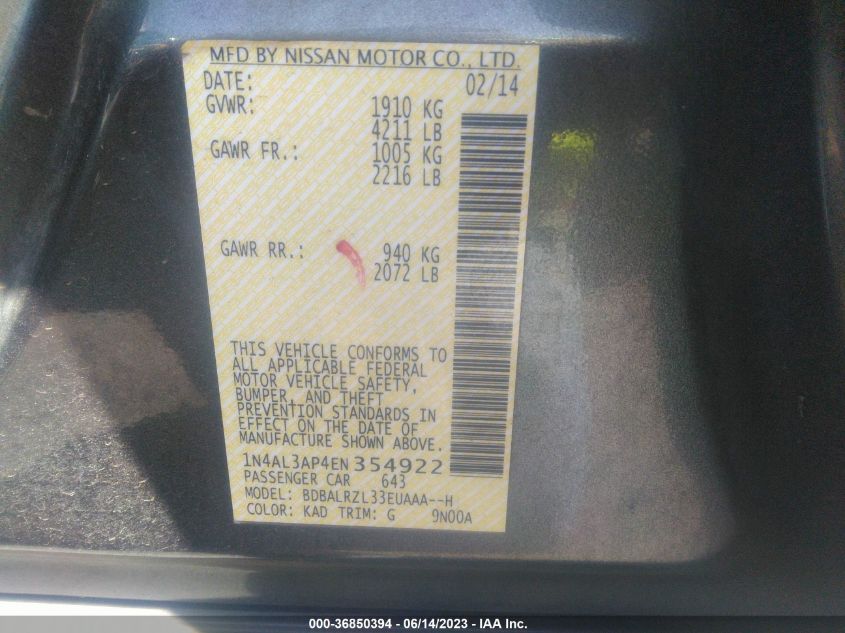 MFD BY NISSAN MOTOR CO., LTD.
DATE: 02/14
GVWR: 1910 KG
4211 LB
GAWR FR.: 1005 KG
2216 LB
GAWR RR.: 940 KG
2072 LB
THIS VEHICLE CONFORMS TO
ALL APPLICABLE FEDERAL
MOTOR VEHICLE SAFETY,
BUMPER, AND THEFT
PREVENTION STANDARDS IN
EFFECT ON THE DATE OF
MANUFACTURE SHOWN ABOVE.
1N4AL3AP4EN354922
PASSENGER CAR 643
MODEL: BDBALRZL33EUAAA--H
COLOR: KAD TRIM: G 9N00A
000-36850394 - 06/14/2023 - IAA Inc.